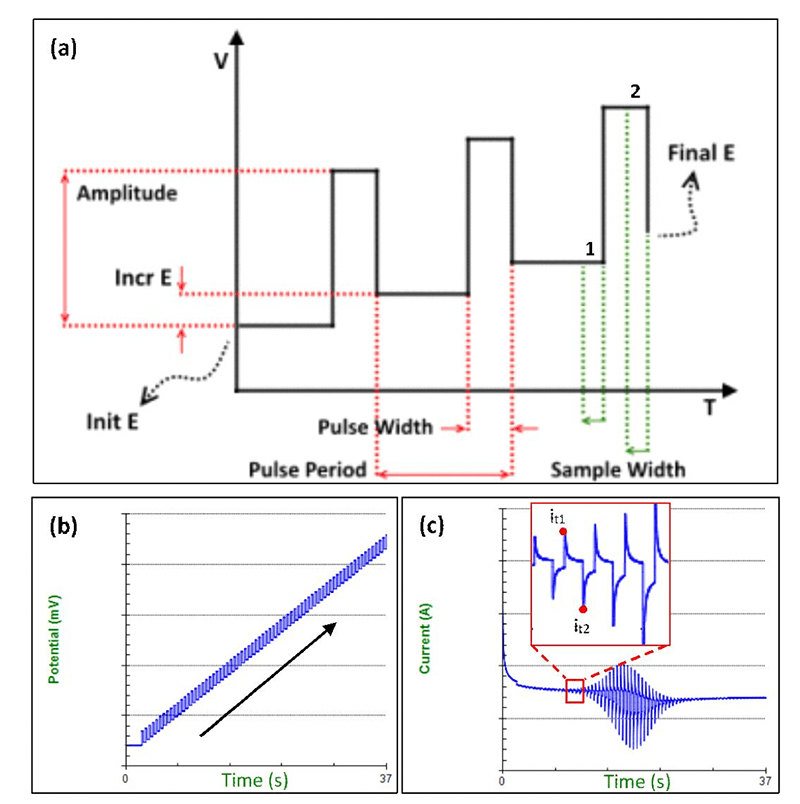 (a)
V
2
Final E
Amplitude
1
Incr E
T
Init E
Pulse Width
Pulse Period
Sample Width
(b)
Potential (mV)
0
Time (s)
37
(c)
it1
it2
Current (A)
0
Time (s)
37